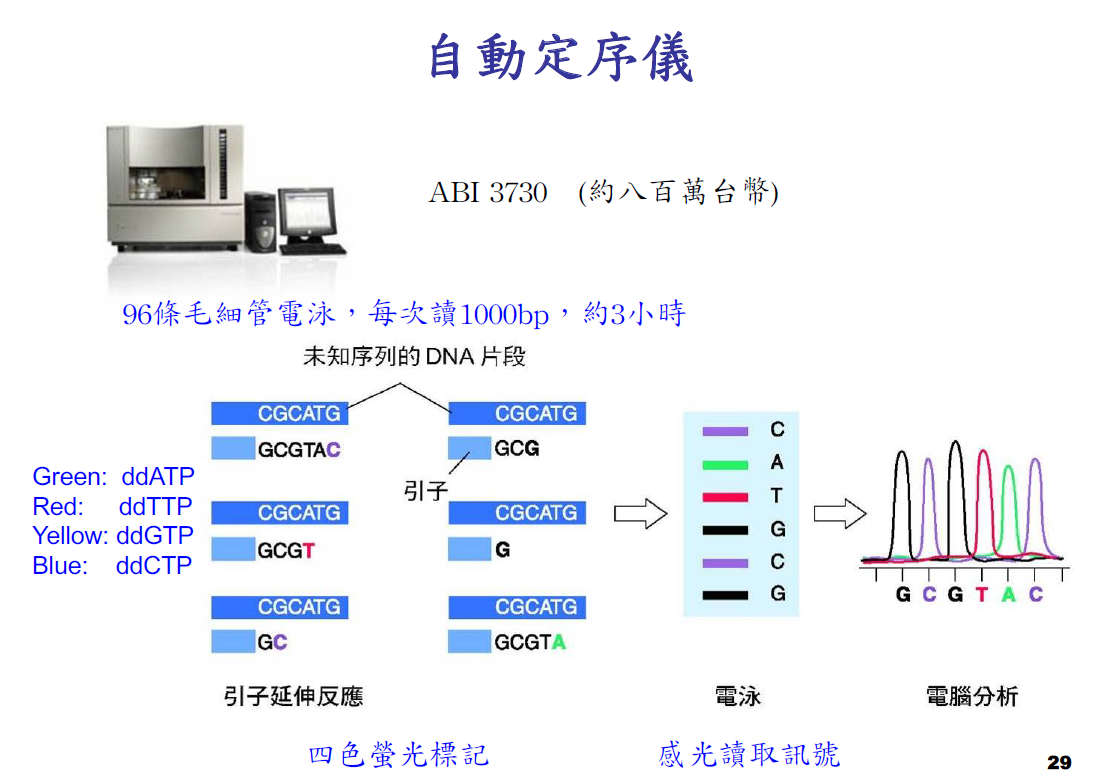 自動定序儀
ABI 3730 (約八百萬台幣)
96條毛細管電泳，每次讀1000bp，約3小時
未知序列的DNA片段
CGCATG
GCGTAC
CGCATG
GCG
引子
Green: ddATP
Red: ddTTP
Yellow: ddGTP
Blue: ddCTP
CGCATG
GCGT
CGCATG
G
CGCATG
GC
CGCATG
GCGTA
C
A
T
G
C
G
G C G T A C
引子延伸反應
電泳
電腦分析
四色螢光標記
感光讀取訊號
29